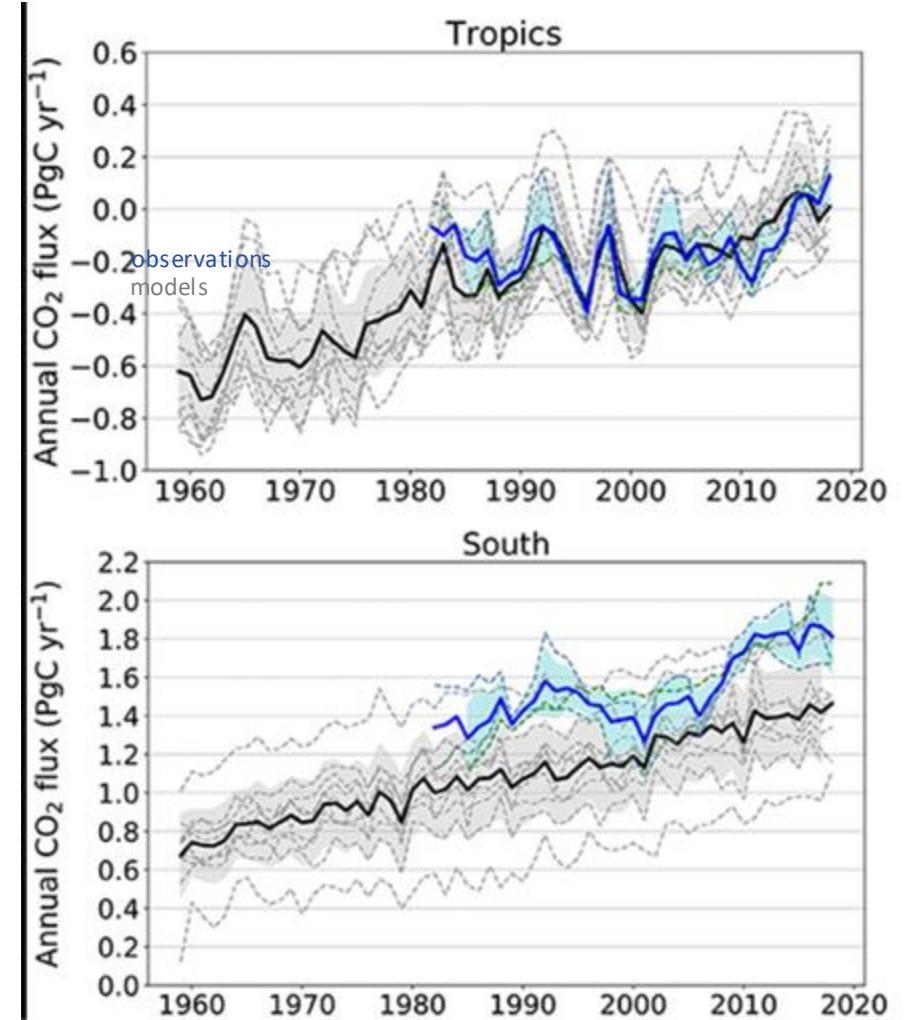 Tropics
Annual CO₂ flux (PgC yr⁻¹)
0.6
0.4
0.2
0.0
−0.2
−0.4
−0.6
−0.8
−1.0
observations
models
1960 1970 1980 1990 2000 2010 2020
South
Annual CO₂ flux (PgC yr⁻¹)
2.2
2.0
1.8
1.6
1.4
1.2
1.0
0.8
0.6
0.4
0.2
0.0
1960 1970 1980 1990 2000 2010 2020